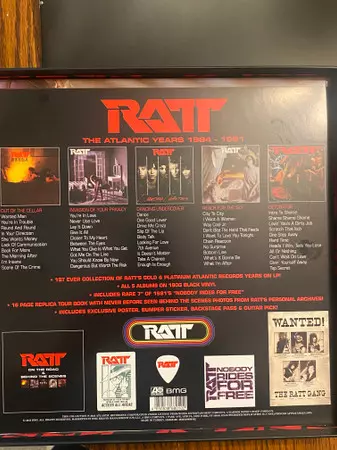 RATT
THE ATLANTIC YEARS 1984 - 1991
OUT OF THE CELLAR
Wanted Man
You're In Trouble
Round And Round
In Your Direction
She Wants Money
Lack Of Communication
Back For More
The Morning After
I'm Insane
Scene Of The Crime
INVASION OF YOUR PRIVACY
You're In Love
Never Use Love
Lay It Down
Give It All
Closer To My Heart
Between The Eyes
What You Give Is What You Get
Got Me On The Line
You Should Know By Now
Dangerous But Worth The Risk
DANCING UNDERCOVER
Dance
One Good Lover
Drive Me Crazy
Slip Of The Lip
Body Talk
Looking For Love
7th Avenue
It Doesn't Matter
Take A Chance
Enough Is Enough
REACH FOR THE SKY
City To City
I Want A Woman
Way Cool Jr.
Don't Bite The Hand That Feeds
I Want To Love You Tonight
Chain Reaction
No Surprise
Bottom Line
What's It Gonna Be
What I'm After
DETONATOR
Intro To Shame
Shame Shame Shame
Lovin' You's A Dirty Job
Scratch That Itch
One Step Away
Hard Time
Heads I Win, Tails You Lose
All Or Nothing
Can't Wait On Love
Givin' Yourself Away
Top Secret
• 1ST EVER COLLECTION OF RATT'S GOLD & PLATINUM ATLANTIC RECORDS YEARS ON LP!
• ALL 5 ALBUMS ON 180G BLACK VINYL
• INCLUDES RARE 7" OF 1991'S "NOBODY RIDES FOR FREE"
• 16 PAGE REPLICA TOUR BOOK WITH NEVER BEFORE SEEN BEHIND THE SCENES PHOTOS FROM RATT'S PERSONAL ARCHIVES!
• INCLUDES EXCLUSIVE POSTER, BUMPER STICKER, BACKSTAGE PASS & GUITAR PICK!
RATT
RATT
ON THE ROAD
BEHIND THE SCENES
RATT
ACCESS ALL AREAS
RATT
BMG
RATT
NOBODY
RIDES
FOR
FREE
WANTED!
THE RATT GANG